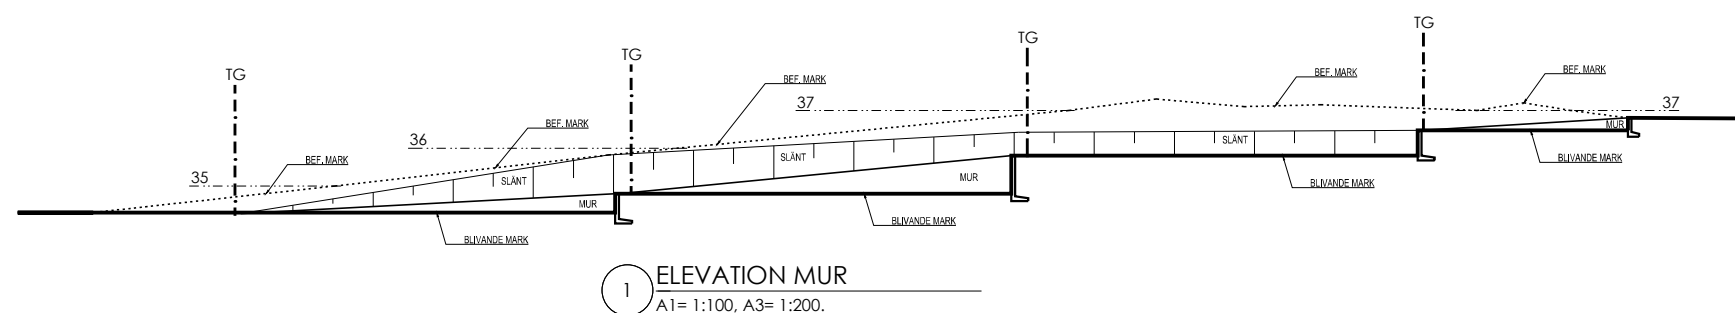 TG
TG
TG
TG
BEF. MARK
BEF. MARK
BEF. MARK
BEF. MARK
BEF. MARK
37
37
36
35
SLÄNT
SLÄNT
SLÄNT
MUR
MUR
MUR
BLIVANDE MARK
BLIVANDE MARK
BLIVANDE MARK
BLIVANDE MARK
1
ELEVATION MUR
A1= 1:100, A3= 1:200.